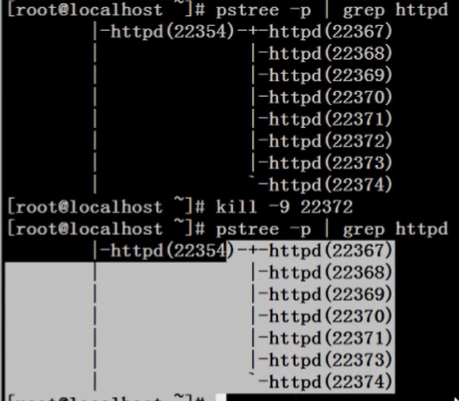 [root@localhost ~]# pstree -p | grep httpd
|-httpd(22354)-+-httpd(22367)
| |-httpd(22368)
| |-httpd(22369)
| |-httpd(22370)
| |-httpd(22371)
| |-httpd(22372)
| |-httpd(22373)
| `-httpd(22374)
[root@localhost ~]# kill -9 22372
[root@localhost ~]# pstree -p | grep httpd
|-httpd(22354)-+-httpd(22367)
| |-httpd(22368)
| |-httpd(22369)
| |-httpd(22370)
| |-httpd(22371)
| |-httpd(22373)
| `-httpd(22374)
[root@localhost ~]#